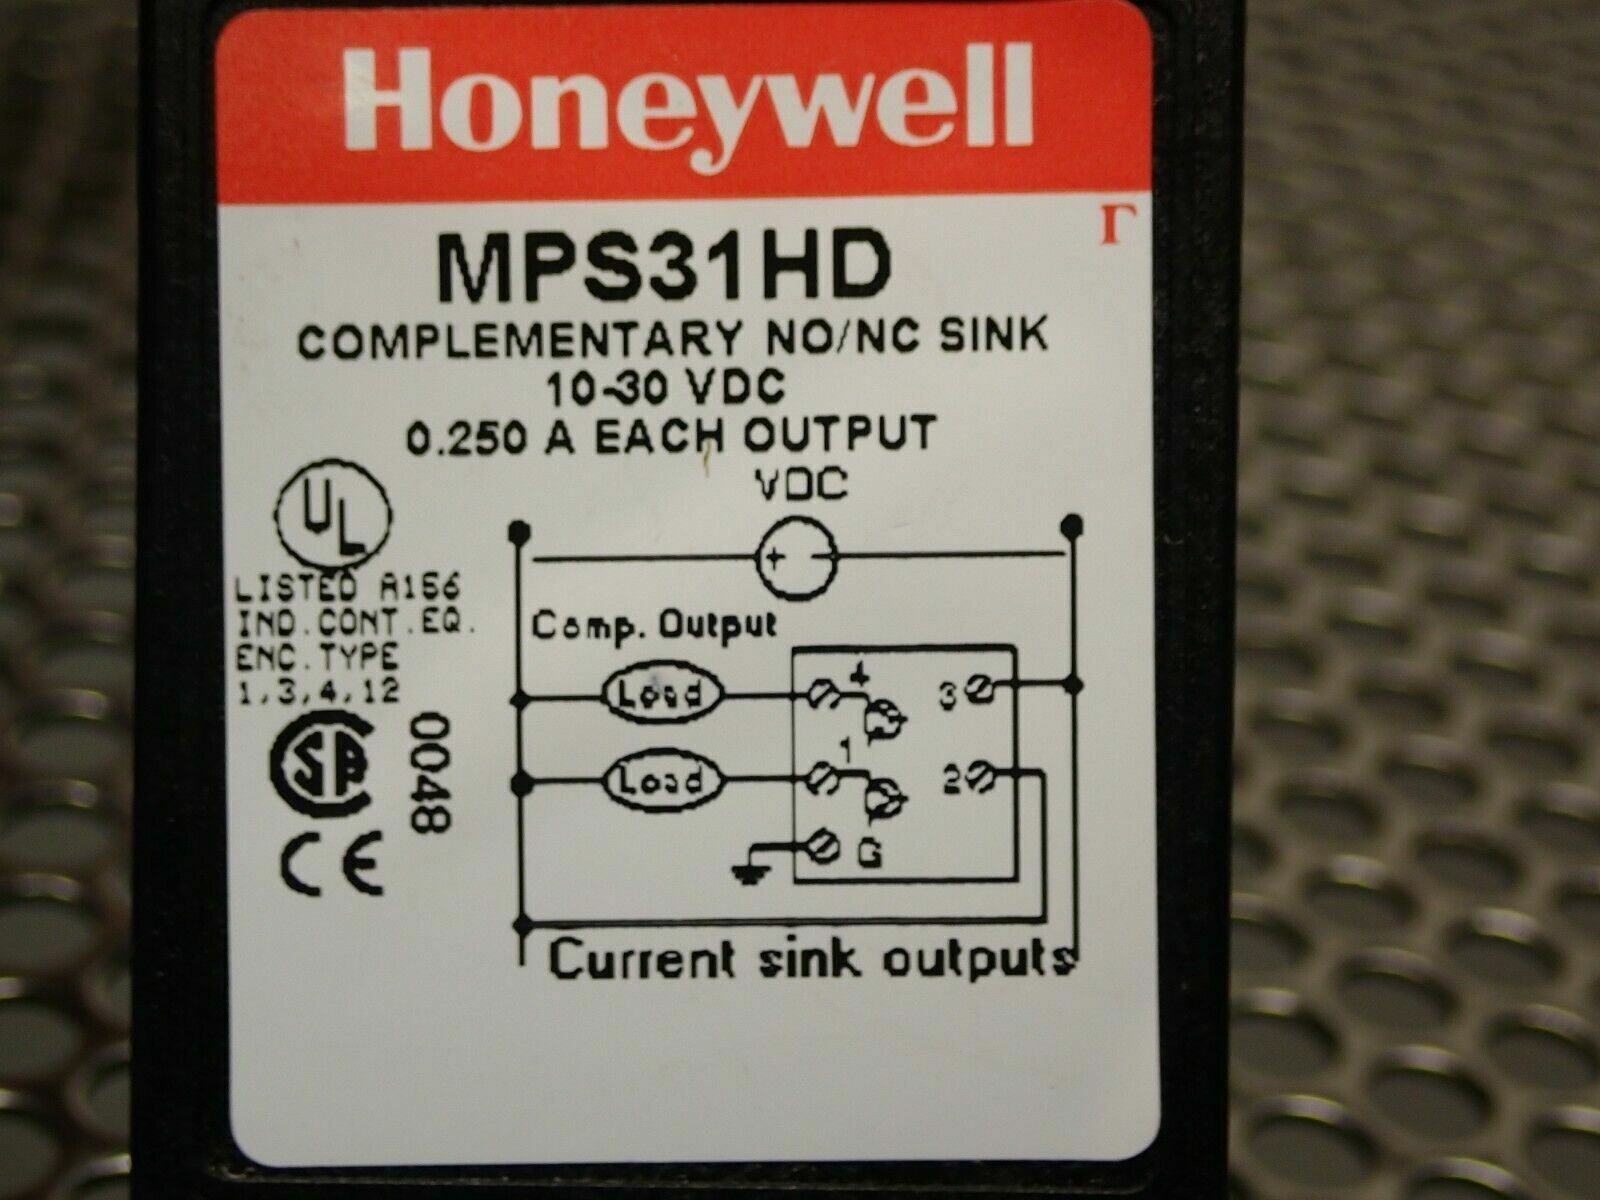 Honeywell
Γ
MPS31HD
COMPLEMENTARY NO/NC SINK
10-30 VDC
0.250 A EACH OUTPUT
VDC
+ −
UL
LISTED A156
IND.CONT.EQ.
ENC.TYPE
1,3,4,12
Comp. Output
Load 4 3
Load 1 2
G
0048
CE
Current sink outputs